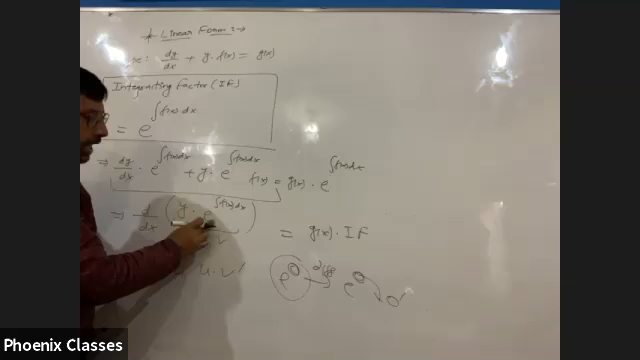 * Linear Form :→
x: dy/dx + y · f(x) = g(x)
Integrating Factor (IF)
= e^∫f(x)·dx
⇒ dy/dx · e^∫f(x)dx + y · e^∫f(x)dx f(x) = g(x) · e^∫f(x)dx
⇒ d/dx (y · e^∫f(x)dx) = g(x) · IF
u · v'
Phoenix Classes